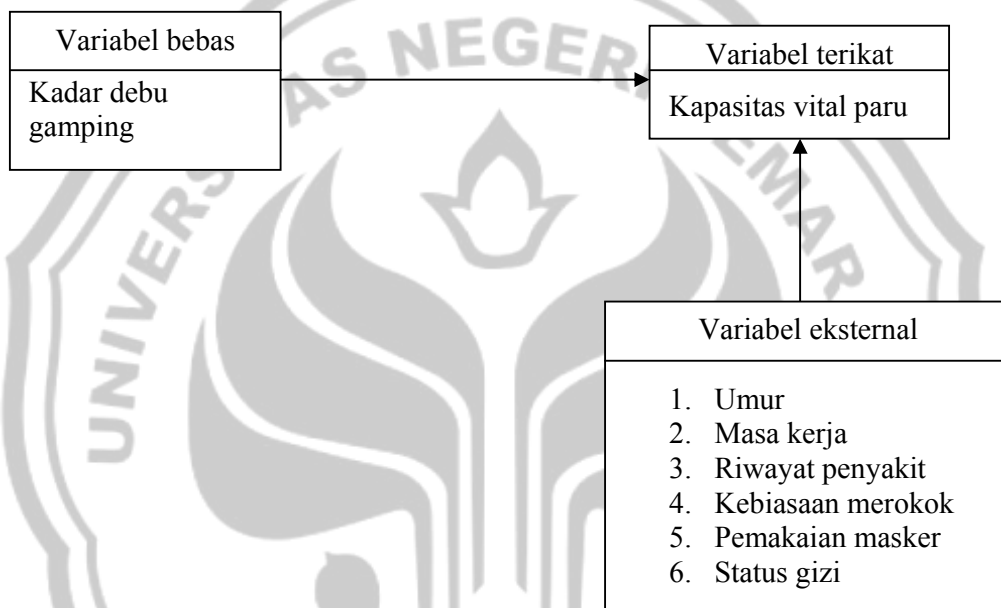 Variabel bebas
Kadar debu
gamping
Variabel terikat
Kapasitas vital paru
Variabel eksternal
1. Umur
2. Masa kerja
3. Riwayat penyakit
4. Kebiasaan merokok
5. Pemakaian masker
6. Status gizi